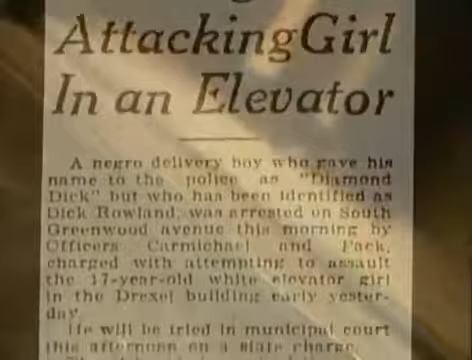 Attacking Girl
In an Elevator
A negro delivery boy who gave his
name to the police as "Diamond
Dick" but who has been identified as
Dick Rowland, was arrested on South
Greenwood avenue this morning by
Officers Carmichael and Pack,
charged with attempting to assault
the 17-year-old white elevator girl
in the Drexel building early yester-
day.
He will be tried in municipal court
this afternoon on a state charge.